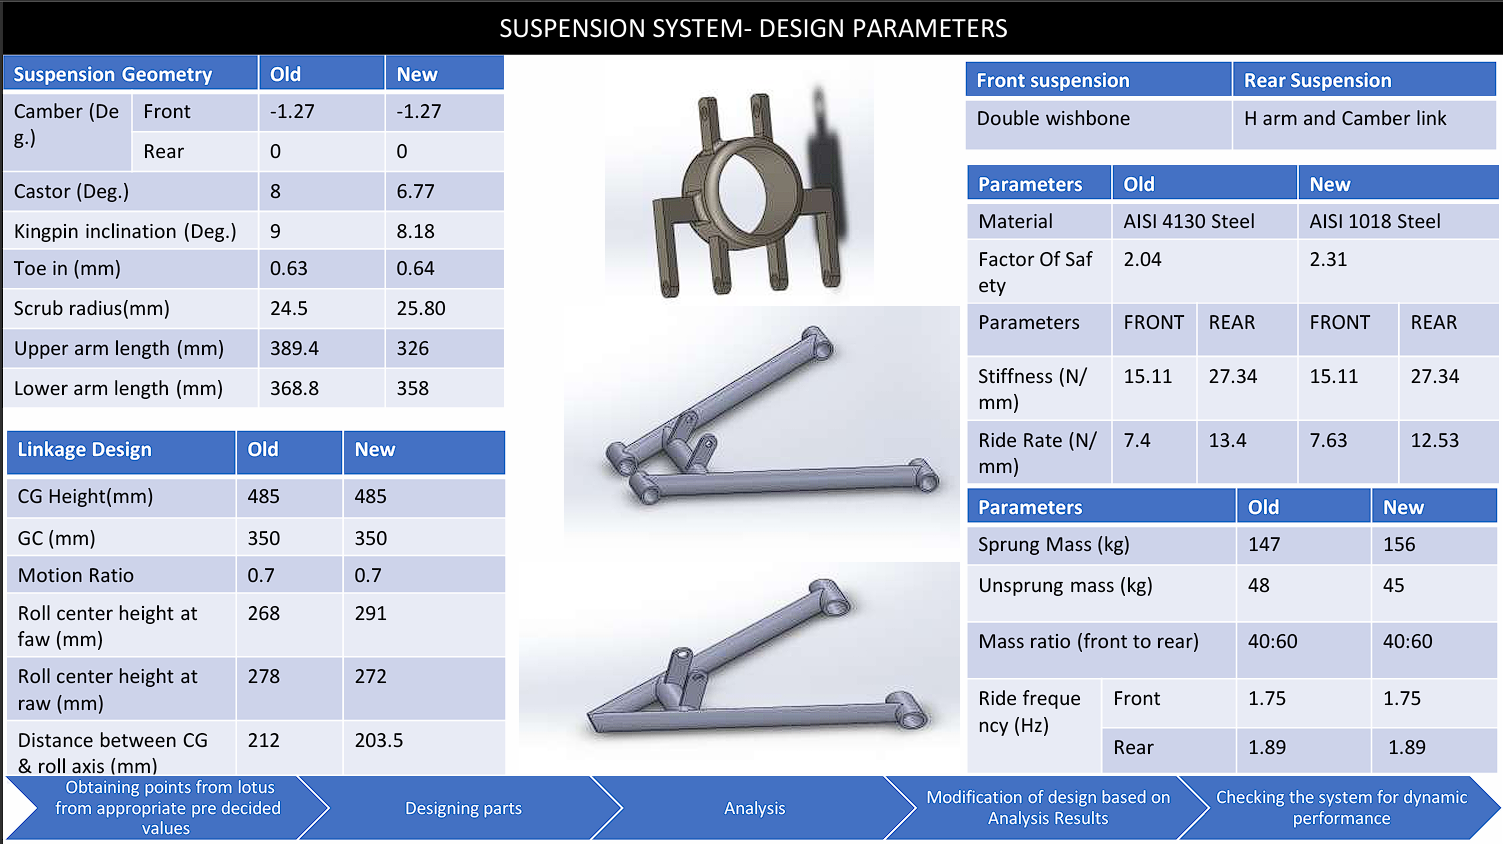 SUSPENSION SYSTEM- DESIGN PARAMETERS
Suspension Geometry Old New
Camber (De
g.)
Front -1.27 -1.27
Rear 0 0
Castor (Deg.) 8 6.77
Kingpin inclination (Deg.) 9 8.18
Toe in (mm) 0.63 0.64
Scrub radius(mm) 24.5 25.80
Upper arm length (mm) 389.4 326
Lower arm length (mm) 368.8 358
Linkage Design Old New
CG Height(mm) 485 485
GC (mm) 350 350
Motion Ratio 0.7 0.7
Roll center height at 268 291
faw (mm)
Roll center height at 278 272
raw (mm)
Distance between CG 212 203.5
& roll axis (mm)
Front suspension Rear Suspension
Double wishbone H arm and Camber link
Parameters Old New
Material AISI 4130 Steel AISI 1018 Steel
Factor Of Saf 2.04 2.31
ety
Parameters FRONT REAR FRONT REAR
Stiffness (N/ 15.11 27.34 15.11 27.34
mm)
Ride Rate (N/ 7.4 13.4 7.63 12.53
mm)
Parameters Old New
Sprung Mass (kg) 147 156
Unsprung mass (kg) 48 45
Mass ratio (front to rear) 40:60 40:60
Ride freque
ncy (Hz)
Front 1.75 1.75
Rear 1.89 1.89
Obtaining points from lotus
from appropriate pre decided
values
Designing parts
Analysis
Modification of design based on
Analysis Results
Checking the system for dynamic
performance